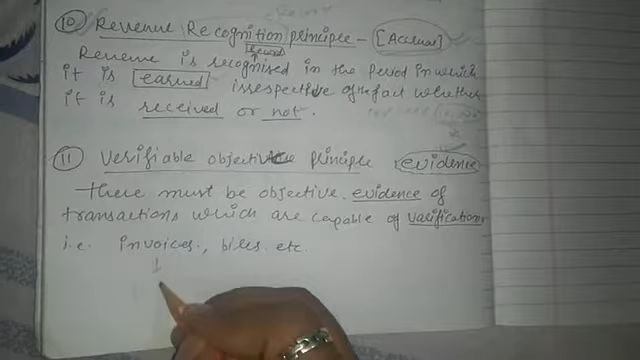 10) Revenue Recognition principle - [Accrual]
Revenue is recognised in the period in which
it is earned irrespective of the fact whether
it is received or not.
11) Verifiable objective principle evidence
There must be objective evidence of
transactions which are capable of varification
i.e. invoices, bills etc.